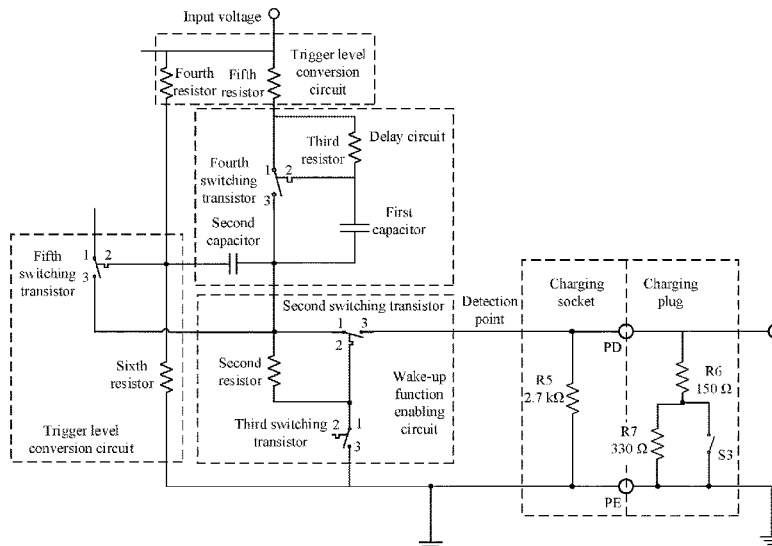 Input voltage
Fourth
resistor
Fifth
resistor
Trigger level
conversion
circuit
Third
resistor
Delay circuit
Fourth
switching
transistor
1
2
3
First
capacitor
Second
capacitor
Fifth
switching
transistor
1
2
3
Second switching transistor
1
3
2
Detection
point
Charging
socket
Charging
plug
PD
Sixth
resistor
Second
resistor
Wake-up
function
enabling
circuit
R5
2.7 kΩ
R6
150 Ω
R7
330 Ω
S3
Third switching
transistor
2
1
3
Trigger level
conversion circuit
PE